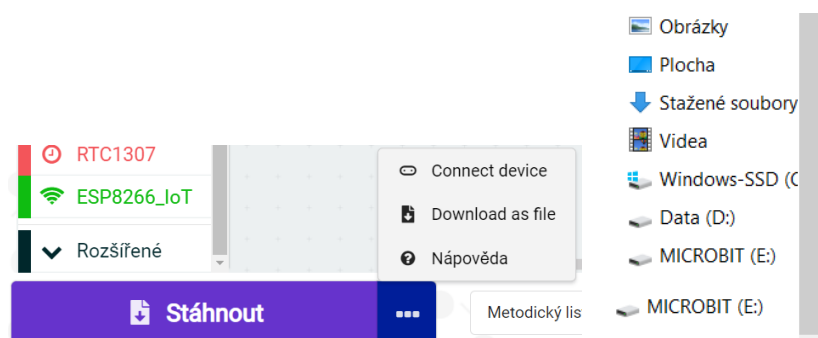 RTC1307
ESP8266_IoT
Rozšířené
Connect device
Download as file
Nápověda
Stáhnout
Metodický lis
Obrázky
Plocha
Stažené soubory
Videa
Windows-SSD (C
Data (D:)
MICROBIT (E:)
MICROBIT (E:)